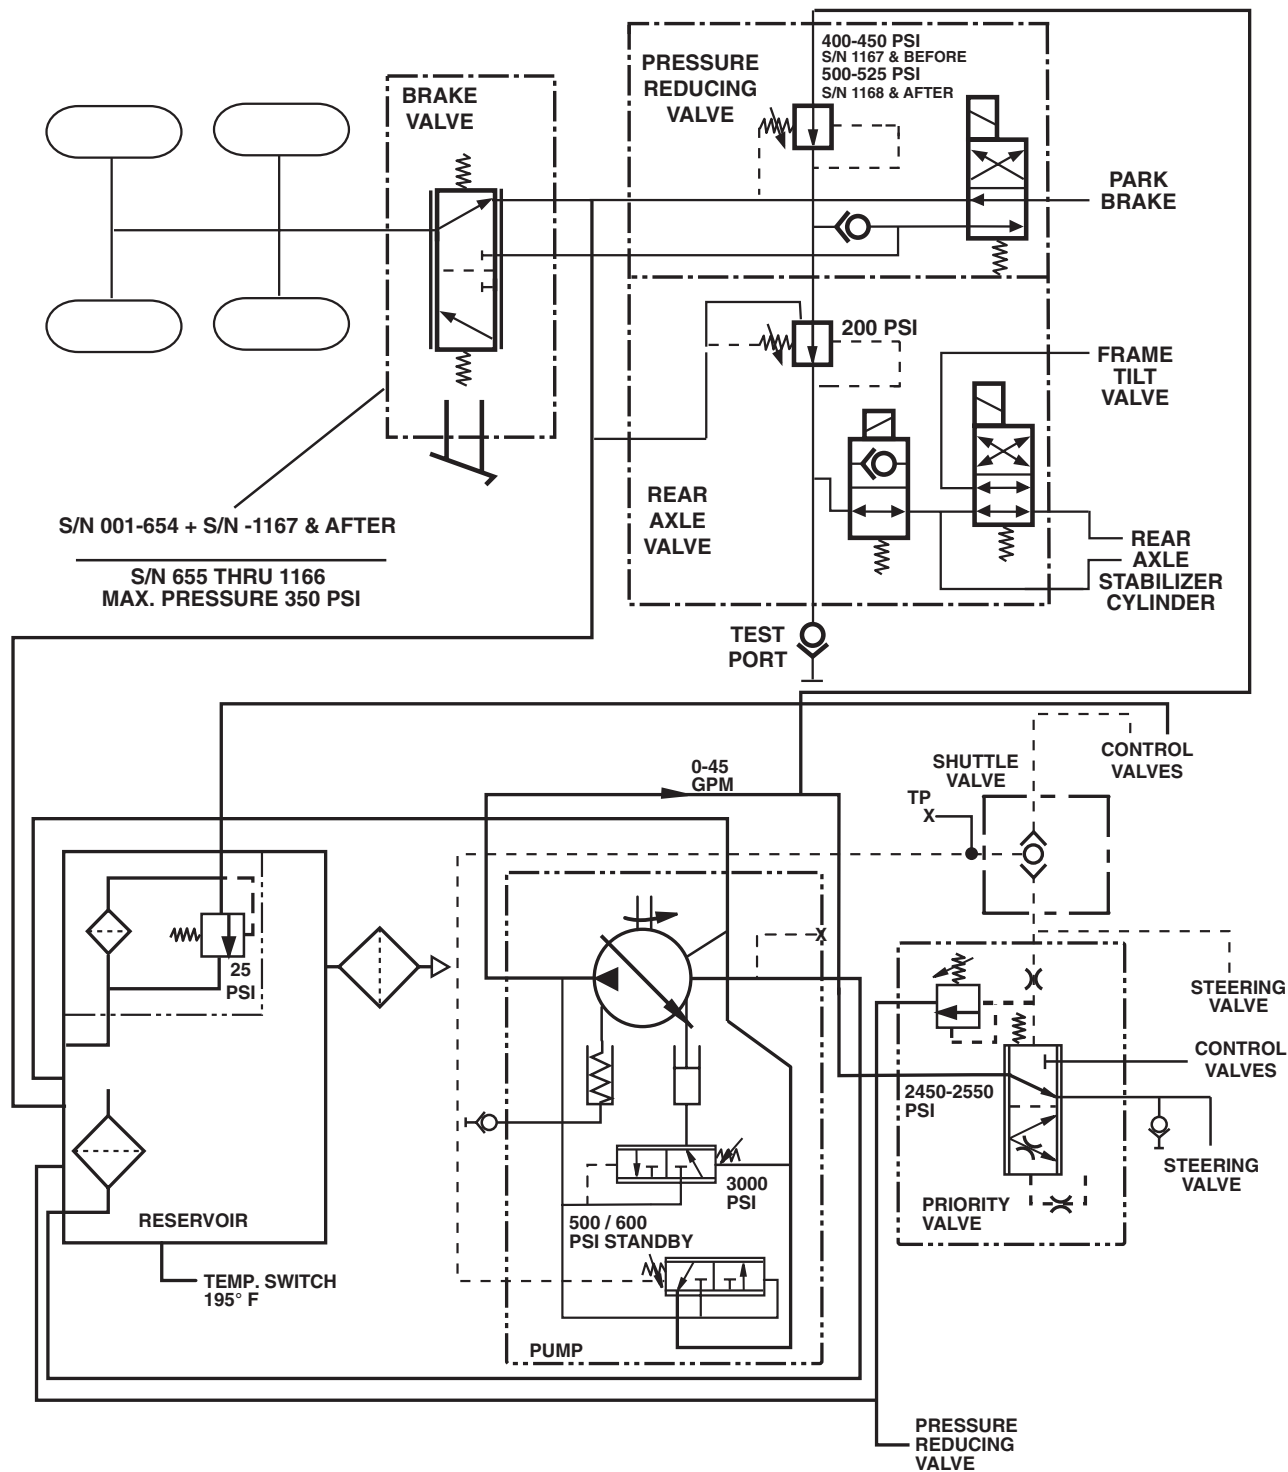 400-450 PSI
S/N 1167 & BEFORE
500-525 PSI
S/N 1168 & AFTER
PRESSURE
REDUCING
VALVE
BRAKE
VALVE
PARK
BRAKE
200 PSI
FRAME
TILT
VALVE
REAR
AXLE
VALVE
S/N 001-654 + S/N -1167 & AFTER
S/N 655 THRU 1166
MAX. PRESSURE 350 PSI
REAR
AXLE
STABILIZER
CYLINDER
TEST
PORT
CONTROL
VALVES
SHUTTLE
VALVE
0-45
GPM
TP
X
X
25
PSI
STEERING
VALVE
CONTROL
VALVES
2450-2550
PSI
STEERING
VALVE
3000
PSI
PRIORITY
VALVE
RESERVOIR
500 / 600
PSI STANDBY
TEMP. SWITCH
195° F
PUMP
PRESSURE
REDUCING
VALVE